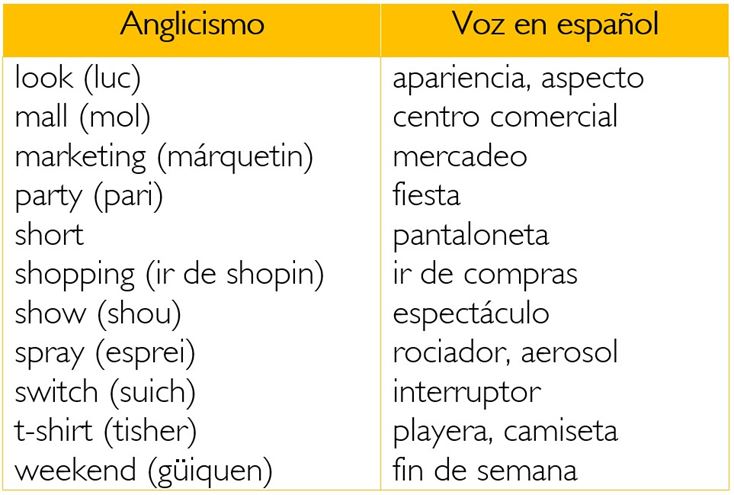 Anglicismo Voz en español
look (luc) apariencia, aspecto
mall (mol) centro comercial
marketing (márquetin) mercadeo
party (pari) fiesta
short pantaloneta
shopping (ir de shopin) ir de compras
show (shou) espectáculo
spray (esprei) rociador, aerosol
switch (suich) interruptor
t-shirt (tisher) playera, camiseta
weekend (güiquen) fin de semana